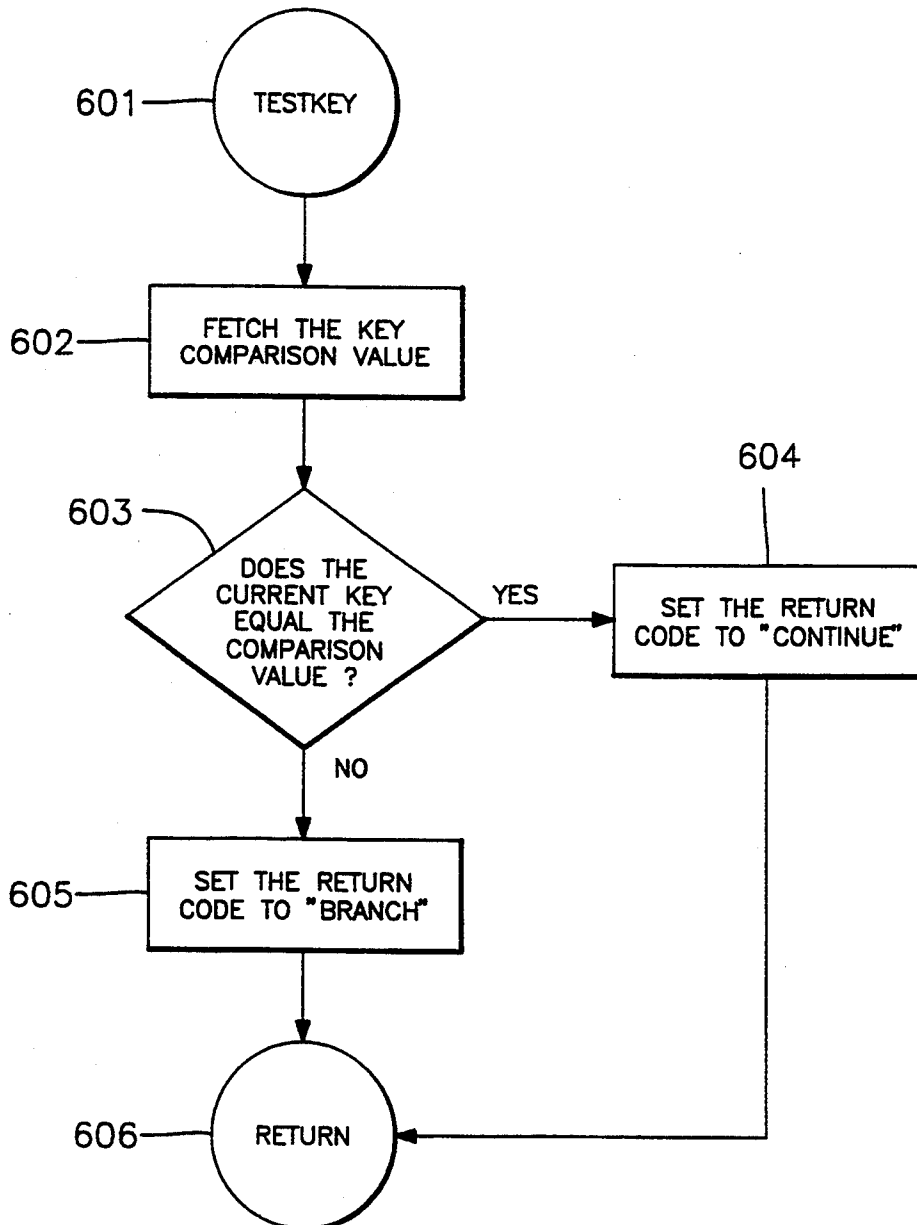 601
TESTKEY
602
FETCH THE KEY
COMPARISON VALUE
603
604
DOES THE
CURRENT KEY
EQUAL THE
COMPARISON
VALUE ?
YES
SET THE RETURN
CODE TO "CONTINUE"
NO
605
SET THE RETURN
CODE TO "BRANCH"
606
RETURN